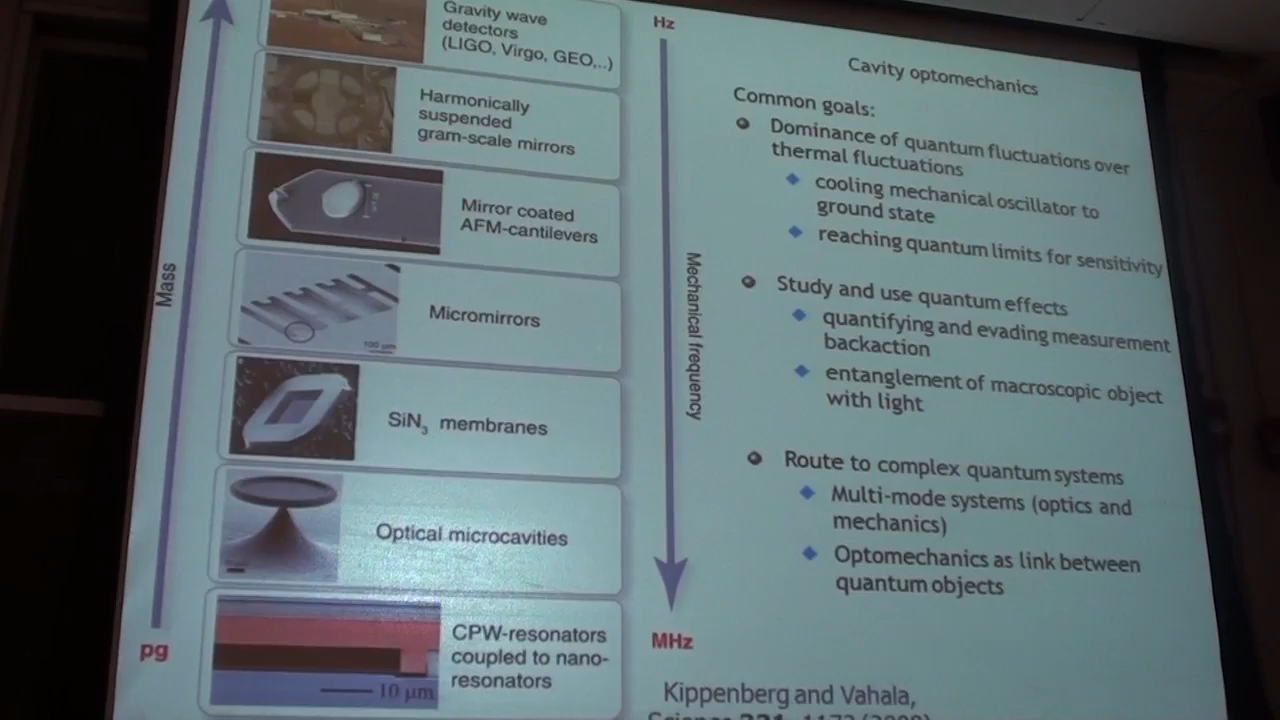 Gravity wave
detectors
(LIGO, Virgo, GEO,..)
Harmonically
suspended
gram-scale mirrors
Mirror coated
AFM-cantilevers
Micromirrors
100 µm
SiN3 membranes
Optical microcavities
CPW-resonators
coupled to nano-
resonators
10 µm
Mass
pg
Hz
Mechanical frequency
MHz
Cavity optomechanics
Common goals:
Dominance of quantum fluctuations over
thermal fluctuations
cooling mechanical oscillator to
ground state
reaching quantum limits for sensitivity
Study and use quantum effects
quantifying and evading measurement
backaction
entanglement of macroscopic object
with light
Route to complex quantum systems
Multi-mode systems (optics and
mechanics)
Optomechanics as link between
quantum objects
Kippenberg and Vahala,
Science 321, 1172 (2008)